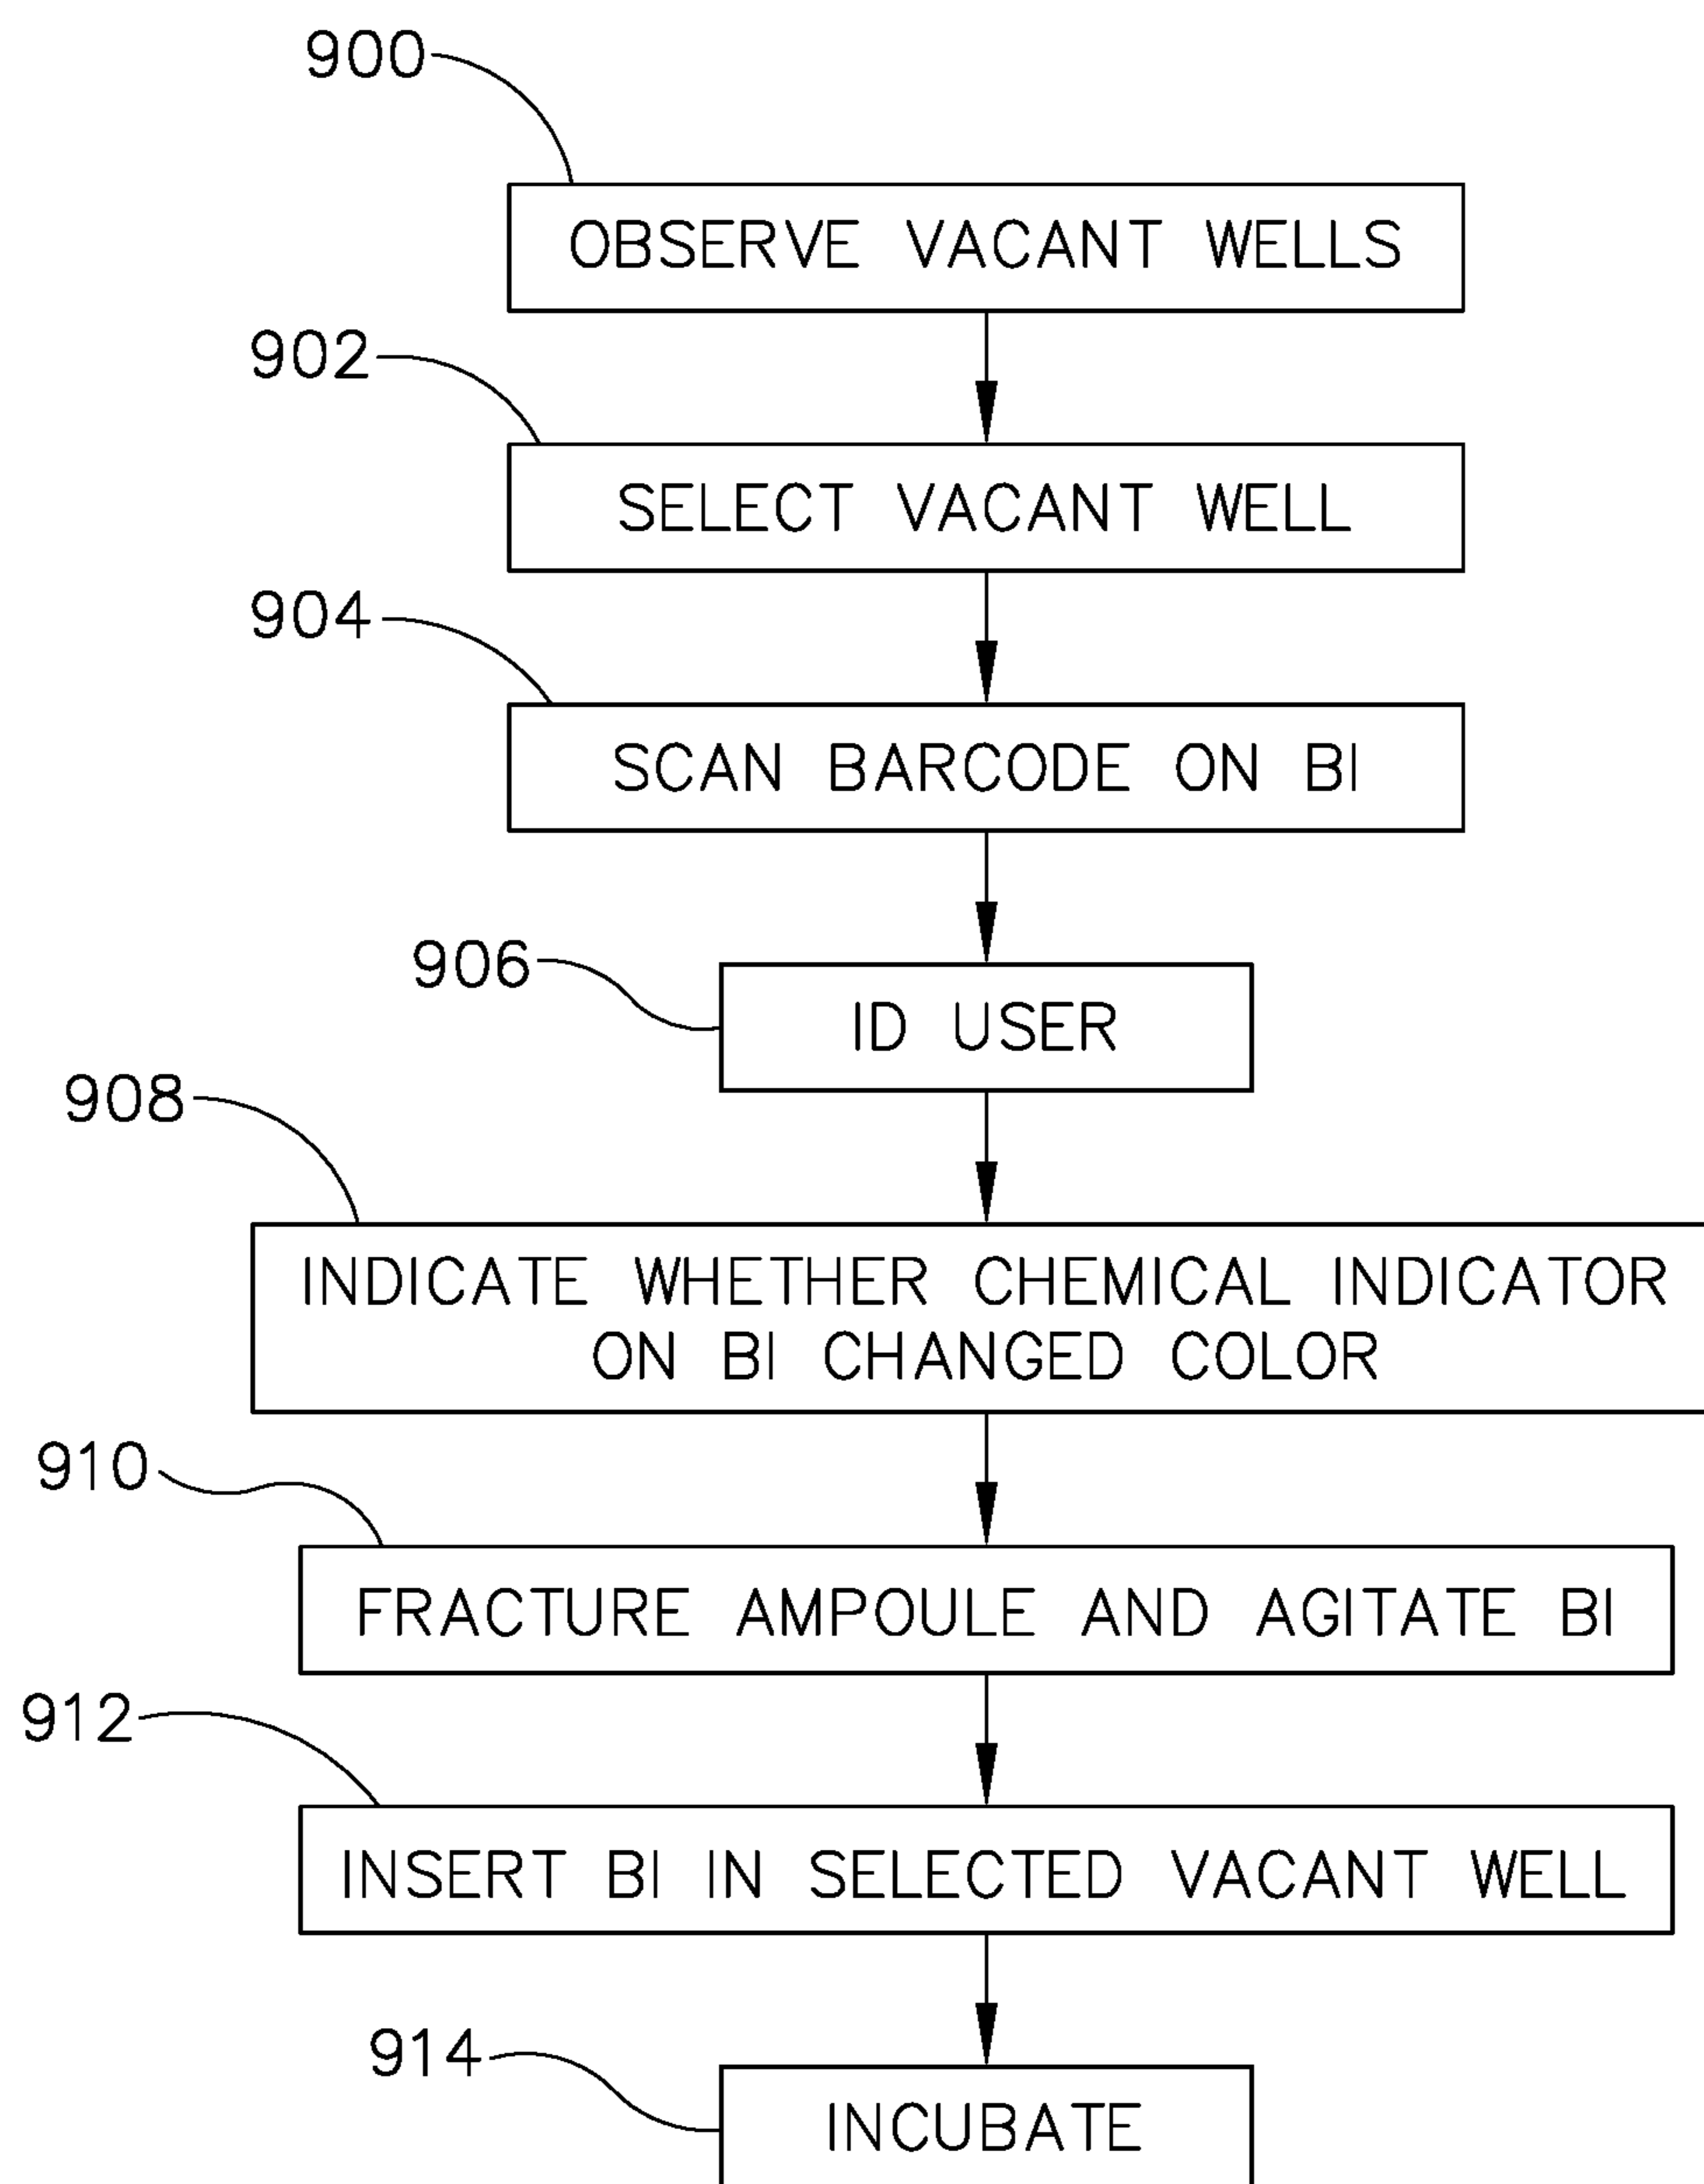 900
OBSERVE VACANT WELLS
902
SELECT VACANT WELL
904
SCAN BARCODE ON BI
906
ID USER
908
INDICATE WHETHER CHEMICAL INDICATOR
ON BI CHANGED COLOR
910
FRACTURE AMPOULE AND AGITATE BI
912
INSERT BI IN SELECTED VACANT WELL
914
INCUBATE